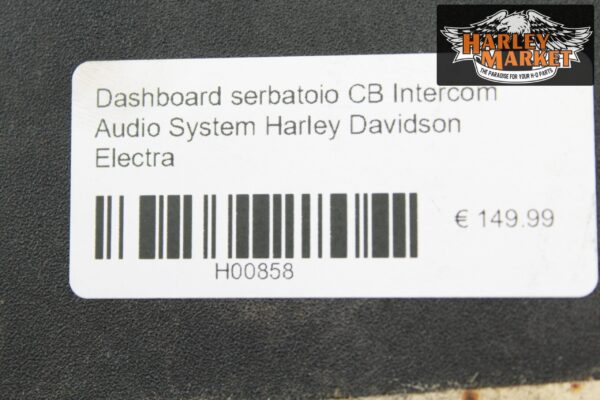 HARLEY
MARKET
THE PARADISE FOR YOUR H-D PARTS
Dashboard serbatoio CB Intercom
Audio System Harley Davidson
Electra
€ 149.99
H00858